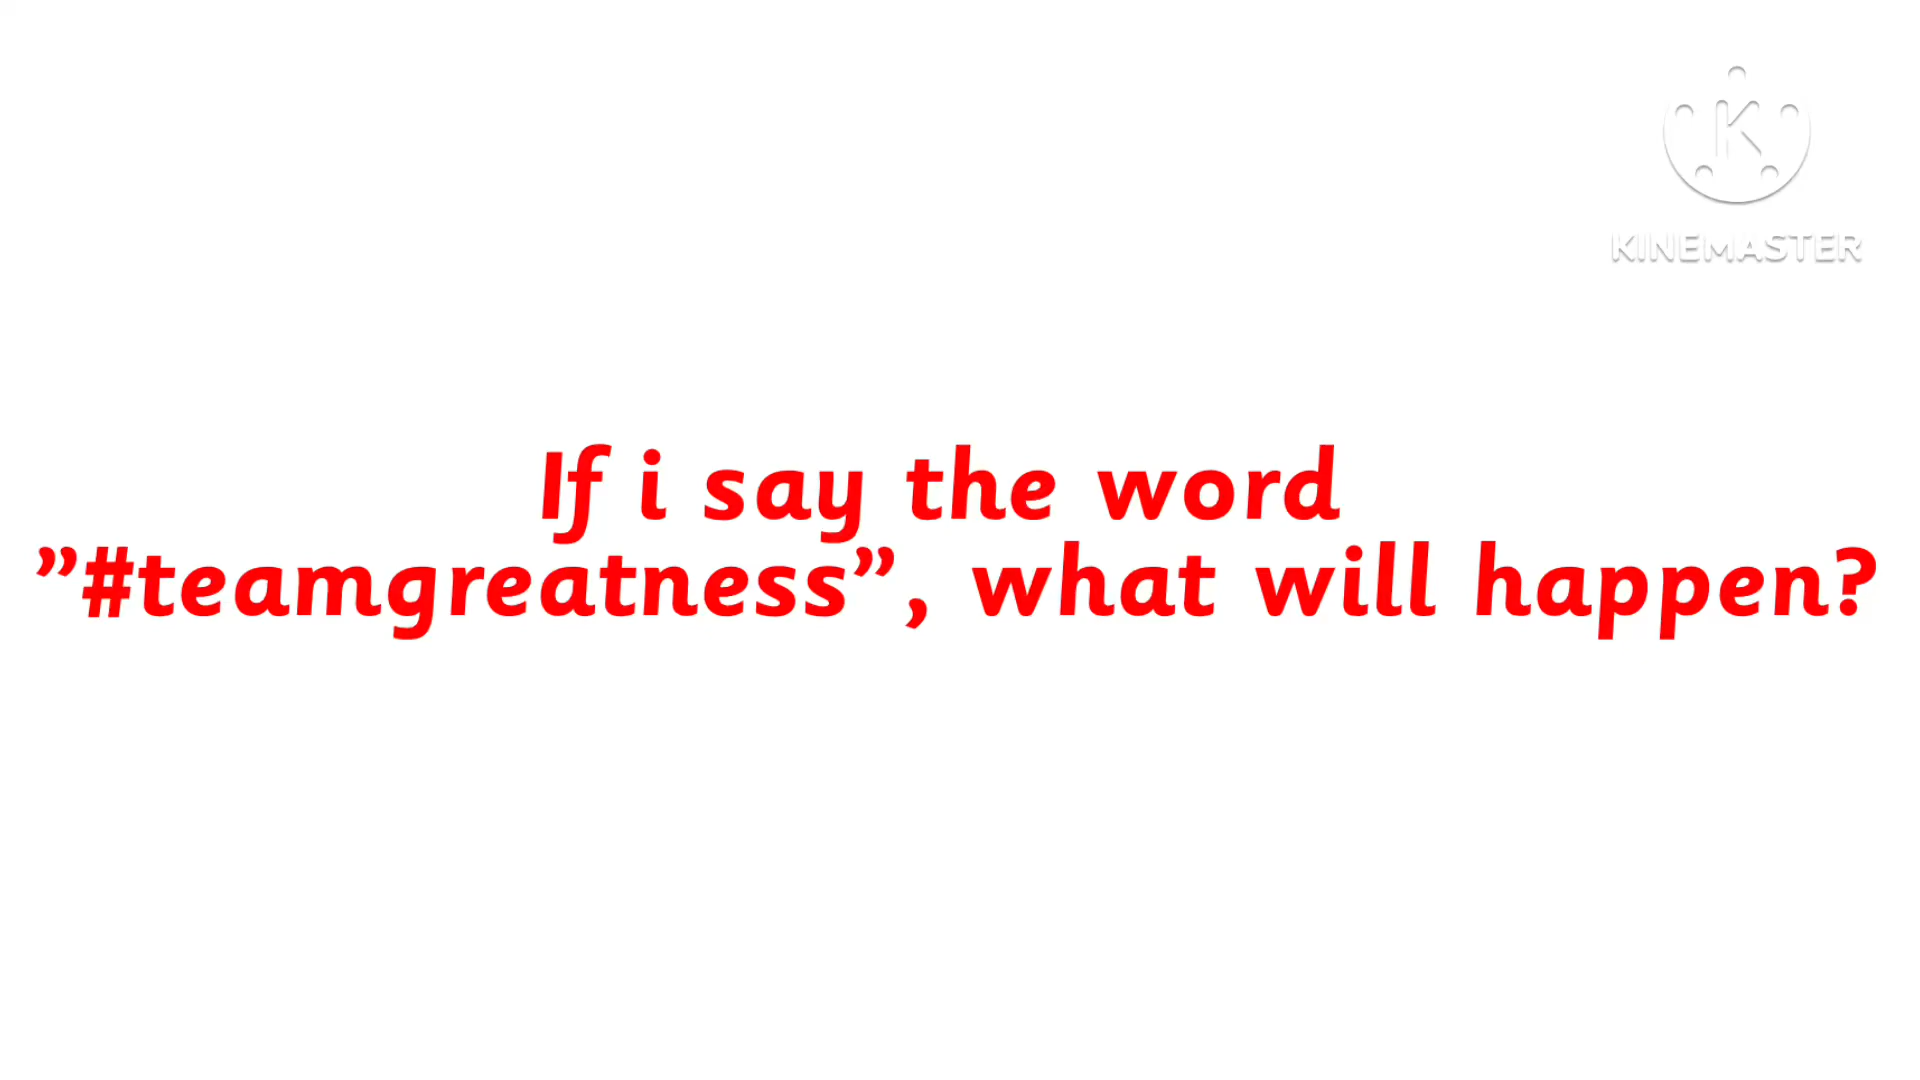 KINEMASTER
If i say the word
”#teamgreatness”, what will happen?